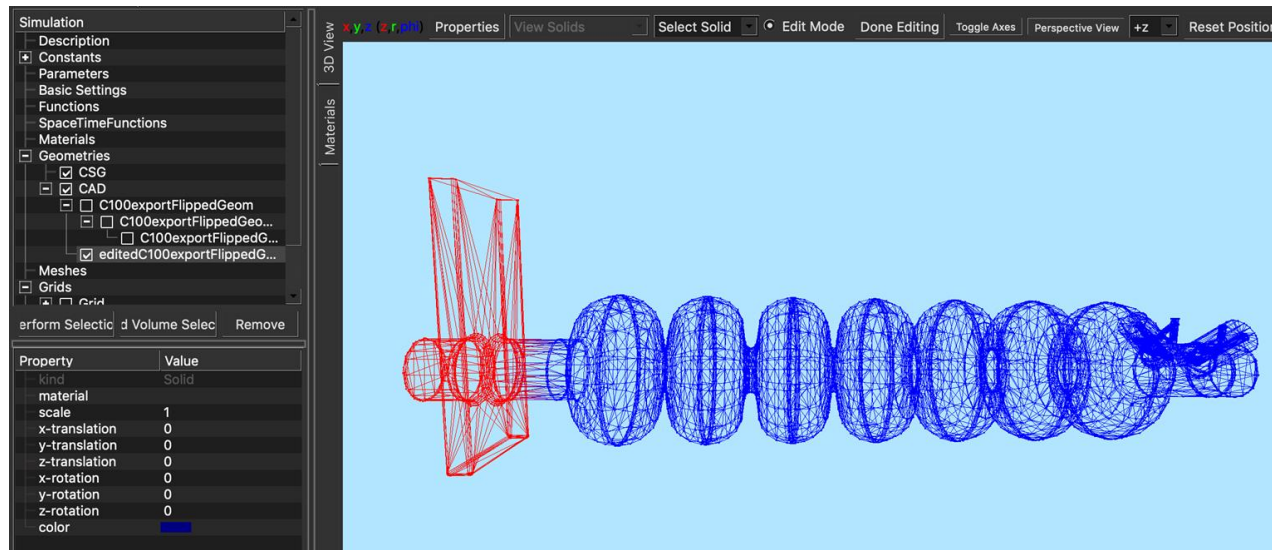 Simulation
Description
Constants
Parameters
Basic Settings
Functions
SpaceTimeFunctions
Materials
Geometries
CSG
CAD
C100exportFlippedGeom
C100exportFlippedGeo...
C100exportFlippedG...
editedC100exportFlippedG...
Meshes
Grids
Grid
erform Selectic d Volume Selec Remove
Property Value
kind Solid
material
scale 1
x-translation 0
y-translation 0
z-translation 0
x-rotation 0
y-rotation 0
z-rotation 0
color
3D View
Materials
x,y,z (z,r,phi) Properties View Solids Select Solid Edit Mode Done Editing Toggle Axes Perspective View +z Reset Positio